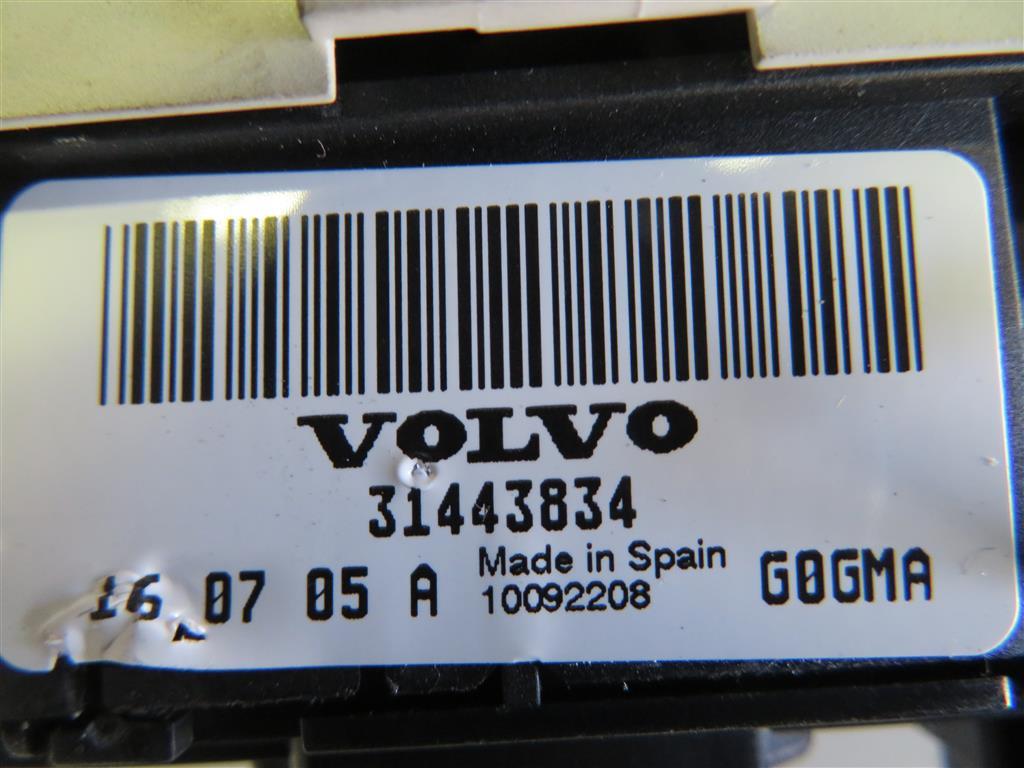 VOLVO
31443834
16 07 05 A Made in Spain G0GMA
10092208